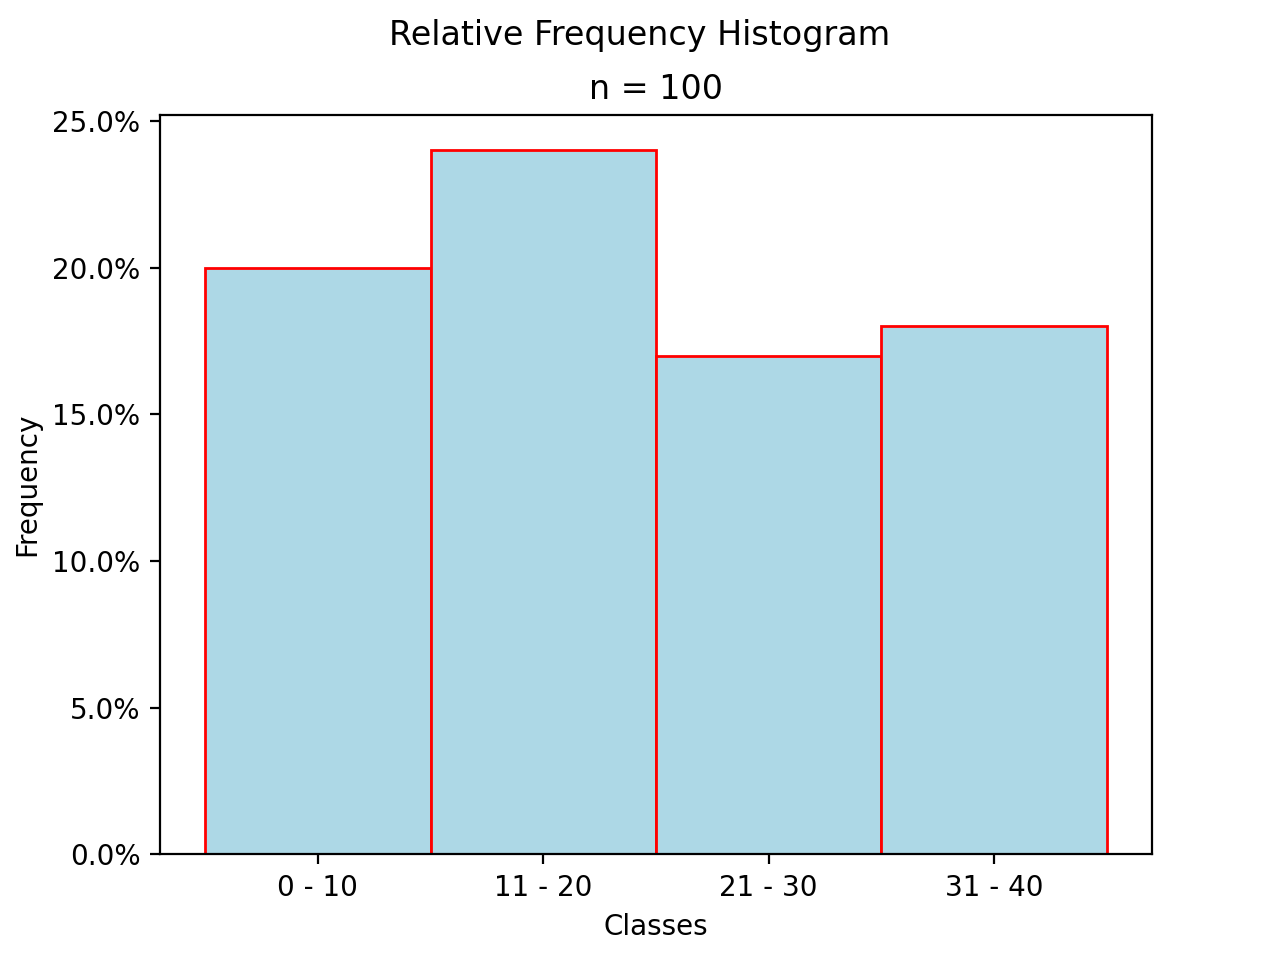 Relative Frequency Histogram
n = 100
25.0%
20.0%
15.0%
10.0%
5.0%
0.0%
Frequency
0 - 10
11 - 20
21 - 30
31 - 40
Classes